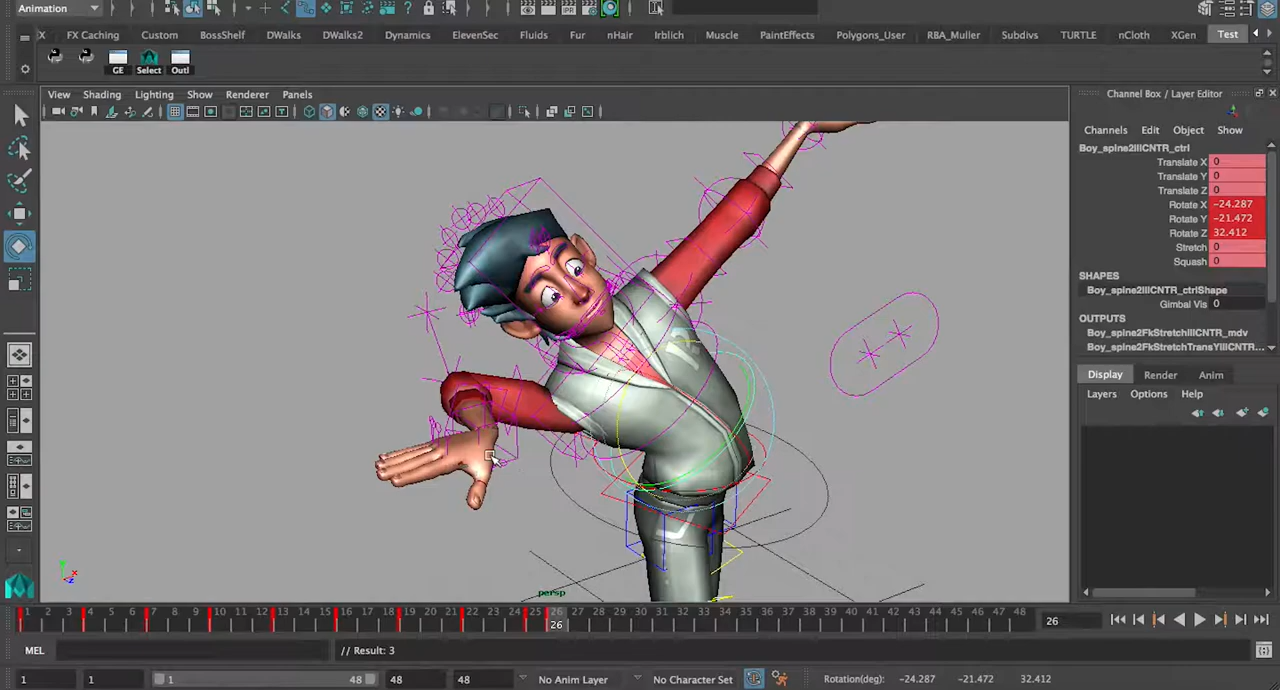 Animation
FX Caching Custom BossShelf DWalks DWalks2 Dynamics ElevenSec Fluids Fur nHair lrblich Muscle PaintEffects Polygons_User RBA_Muller Subdivs TURTLE nCloth XGen Test
GE Select Outl
View Shading Lighting Show Renderer Panels
Channel Box / Layer Editor
Channels Edit Object Show
Boy_spine2IIICNTR_ctrl
Translate X 0
Translate Y 0
Translate Z 0
Rotate X -24.287
Rotate Y -21.472
Rotate Z 32.412
Stretch 0
Squash 0
SHAPES
Boy_spine2IIICNTR_ctrlShape
Gimbal Vis 0
OUTPUTS
Boy_spine2FkStretchIIICNTR_mdv
Boy_spine2FkStretchTransYIIICNTR...
Display Render Anim
Layers Options Help
persp
1 2 3 4 5 6 7 8 9 10 11 12 13 14 15 16 17 18 19 20 21 22 23 24 25 26 27 28 29 30 31 32 33 34 35 36 37 38 39 40 41 42 43 44 45 46 47 48
26
26
MEL // Result: 3
1 1 1 48 48 48 No Anim Layer No Character Set Rotation(deg): -24.287 -21.472 32.412